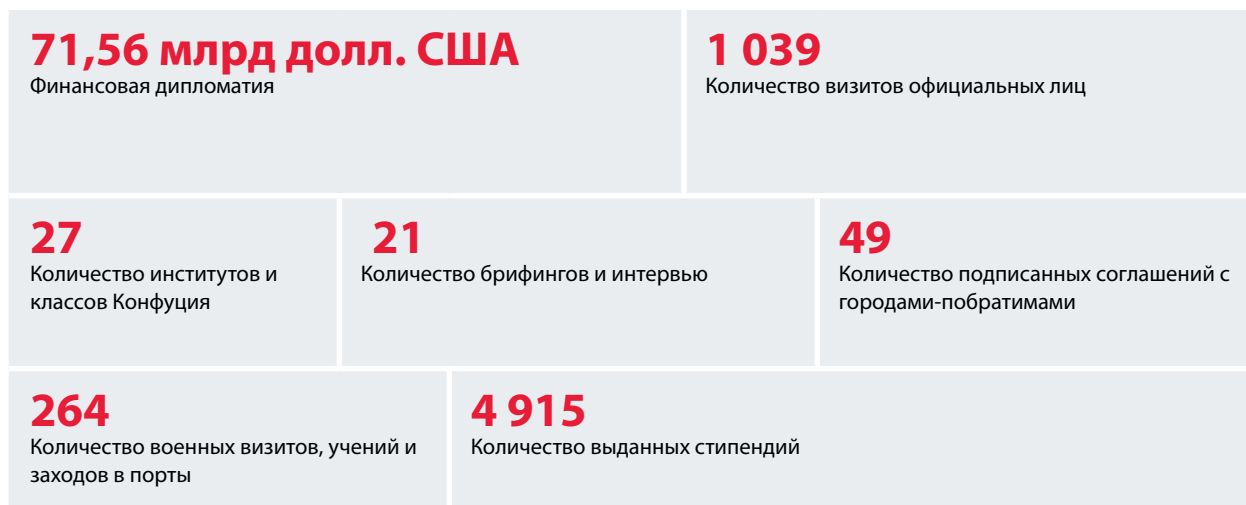 71,56 млрд долл. США
Финансовая дипломатия
1 039
Количество визитов официальных лиц
27
Количество институтов и
классов Конфуция
21
Количество брифингов и интервью
49
Количество подписанных соглашений с
городами-побратимами
264
Количество военных визитов, учений и
заходов в порты
4 915
Количество выданных стипендий